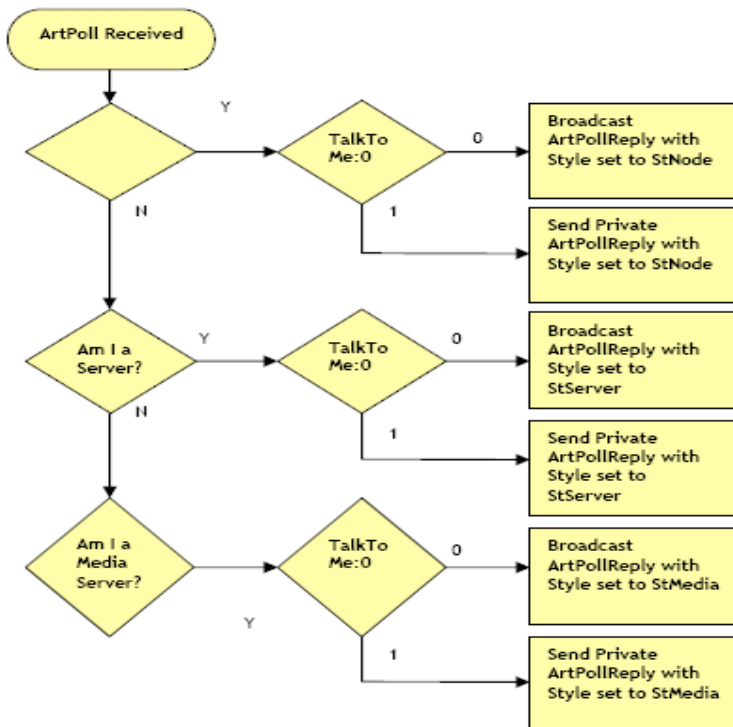 ArtPoll Received
Y
TalkTo
Me:0
0
Broadcast
ArtPollReply with
Style set to StNode
N
1
Send Private
ArtPollReply with
Style set to StNode
Am I a
Server?
Y
TalkTo
Me:0
0
Broadcast
ArtPollReply with
Style set to
StServer
N
1
Send Private
ArtPollReply with
Style set to
StServer
Am I a
Media
Server?
Y
TalkTo
Me:0
0
Broadcast
ArtPollReply with
Style set to StMedia
1
Send Private
ArtPollReply with
Style set to StMedia